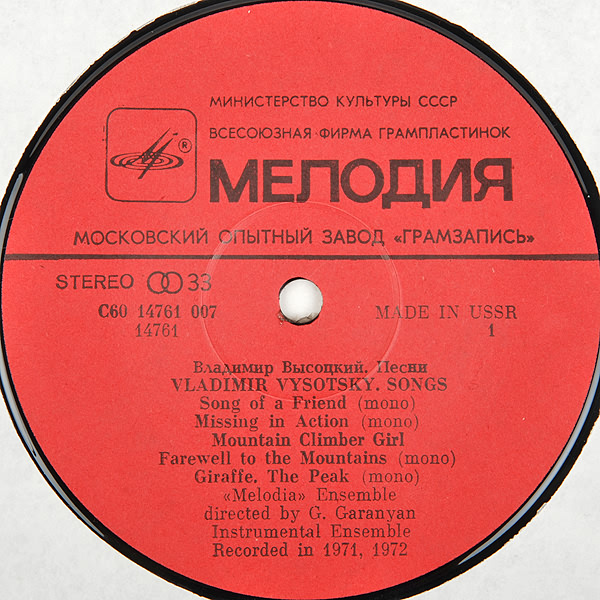 МИНИСТЕРСТВО КУЛЬТУРЫ СССР
ВСЕСОЮЗНАЯ ФИРМА ГРАМПЛАСТИНОК
®
МЕЛОДИЯ
МОСКОВСКИЙ ОПЫТНЫЙ ЗАВОД «ГРАМЗАПИСЬ»
STEREO 33
С60 14761 007 MADE IN USSR
14761 1
Владимир Высоцкий. Песни
VLADIMIR VYSOTSKY. SONGS
Song of a Friend (mono)
Missing in Action (mono)
Mountain Climber Girl
Farewell to the Mountains (mono)
Giraffe. The Peak (mono)
«Melodia» Ensemble
directed by G. Garanyan
Instrumental Ensemble
Recorded in 1971, 1972